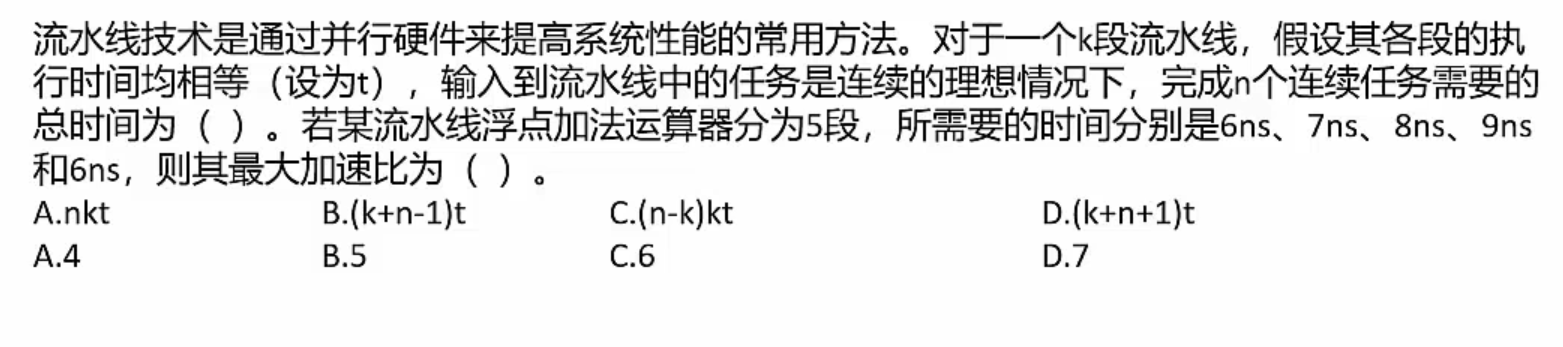 流水线技术是通过并行硬件来提高系统性能的常用方法。对于一个k段流水线，假设其各段的执
行时间均相等（设为t），输入到流水线中的任务是连续的理想情况下，完成n个连续任务需要的
总时间为（ ）。若某流水线浮点加法运算器分为5段，所需要的时间分别是6ns、7ns、8ns、9ns
和6ns，则其最大加速比为（ ）。
A.nkt B.(k+n-1)t C.(n-k)kt D.(k+n+1)t
A.4 B.5 C.6 D.7